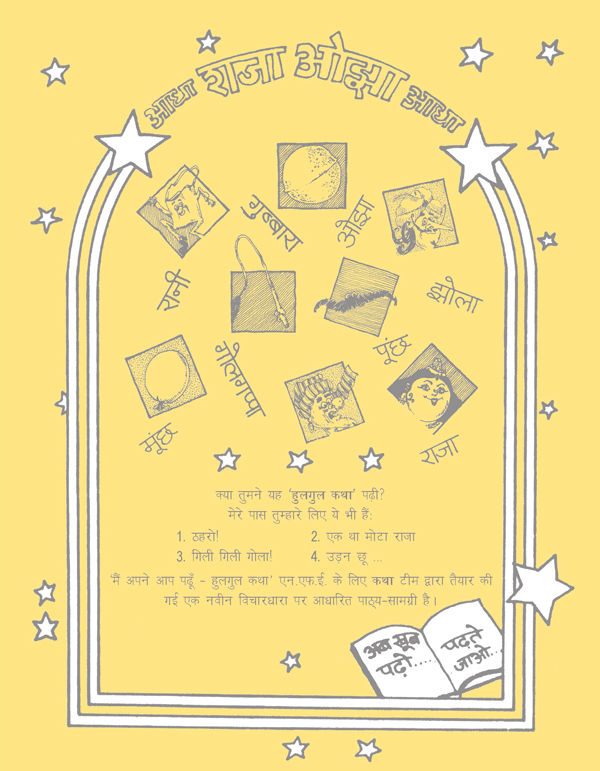 आधा राजा ओझा आधा
गुब्बारा
ओझा
रानी
झोला
पूंछ
गोलगप्पा
मूंछ
राजा
क्या तुमने यह 'हुलगुल कथा' पढ़ी?
मेरे पास तुम्हारे लिए ये भी हैं:
1. ठहरो! 2. एक था मोटा राजा
3. गिली गिली गोला! 4. उड़न छू ...
'मैं अपने आप पढूँ – हुलगुल कथा' एन.एफ.ई. के लिए कथा टीम द्वारा तैयार की
गई एक नवीन विचारधारा पर आधारित पाठ्य-सामग्री है।
अब खूब
पढ़ो....
पढ़ते
जाओ...